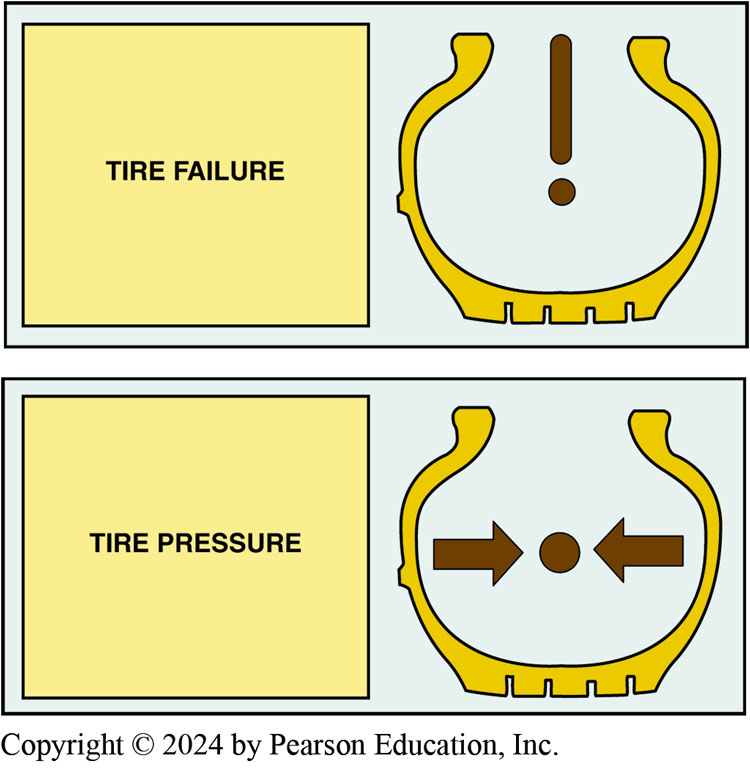 TIRE FAILURE
TIRE PRESSURE
Copyright © 2024 by Pearson Education, Inc.